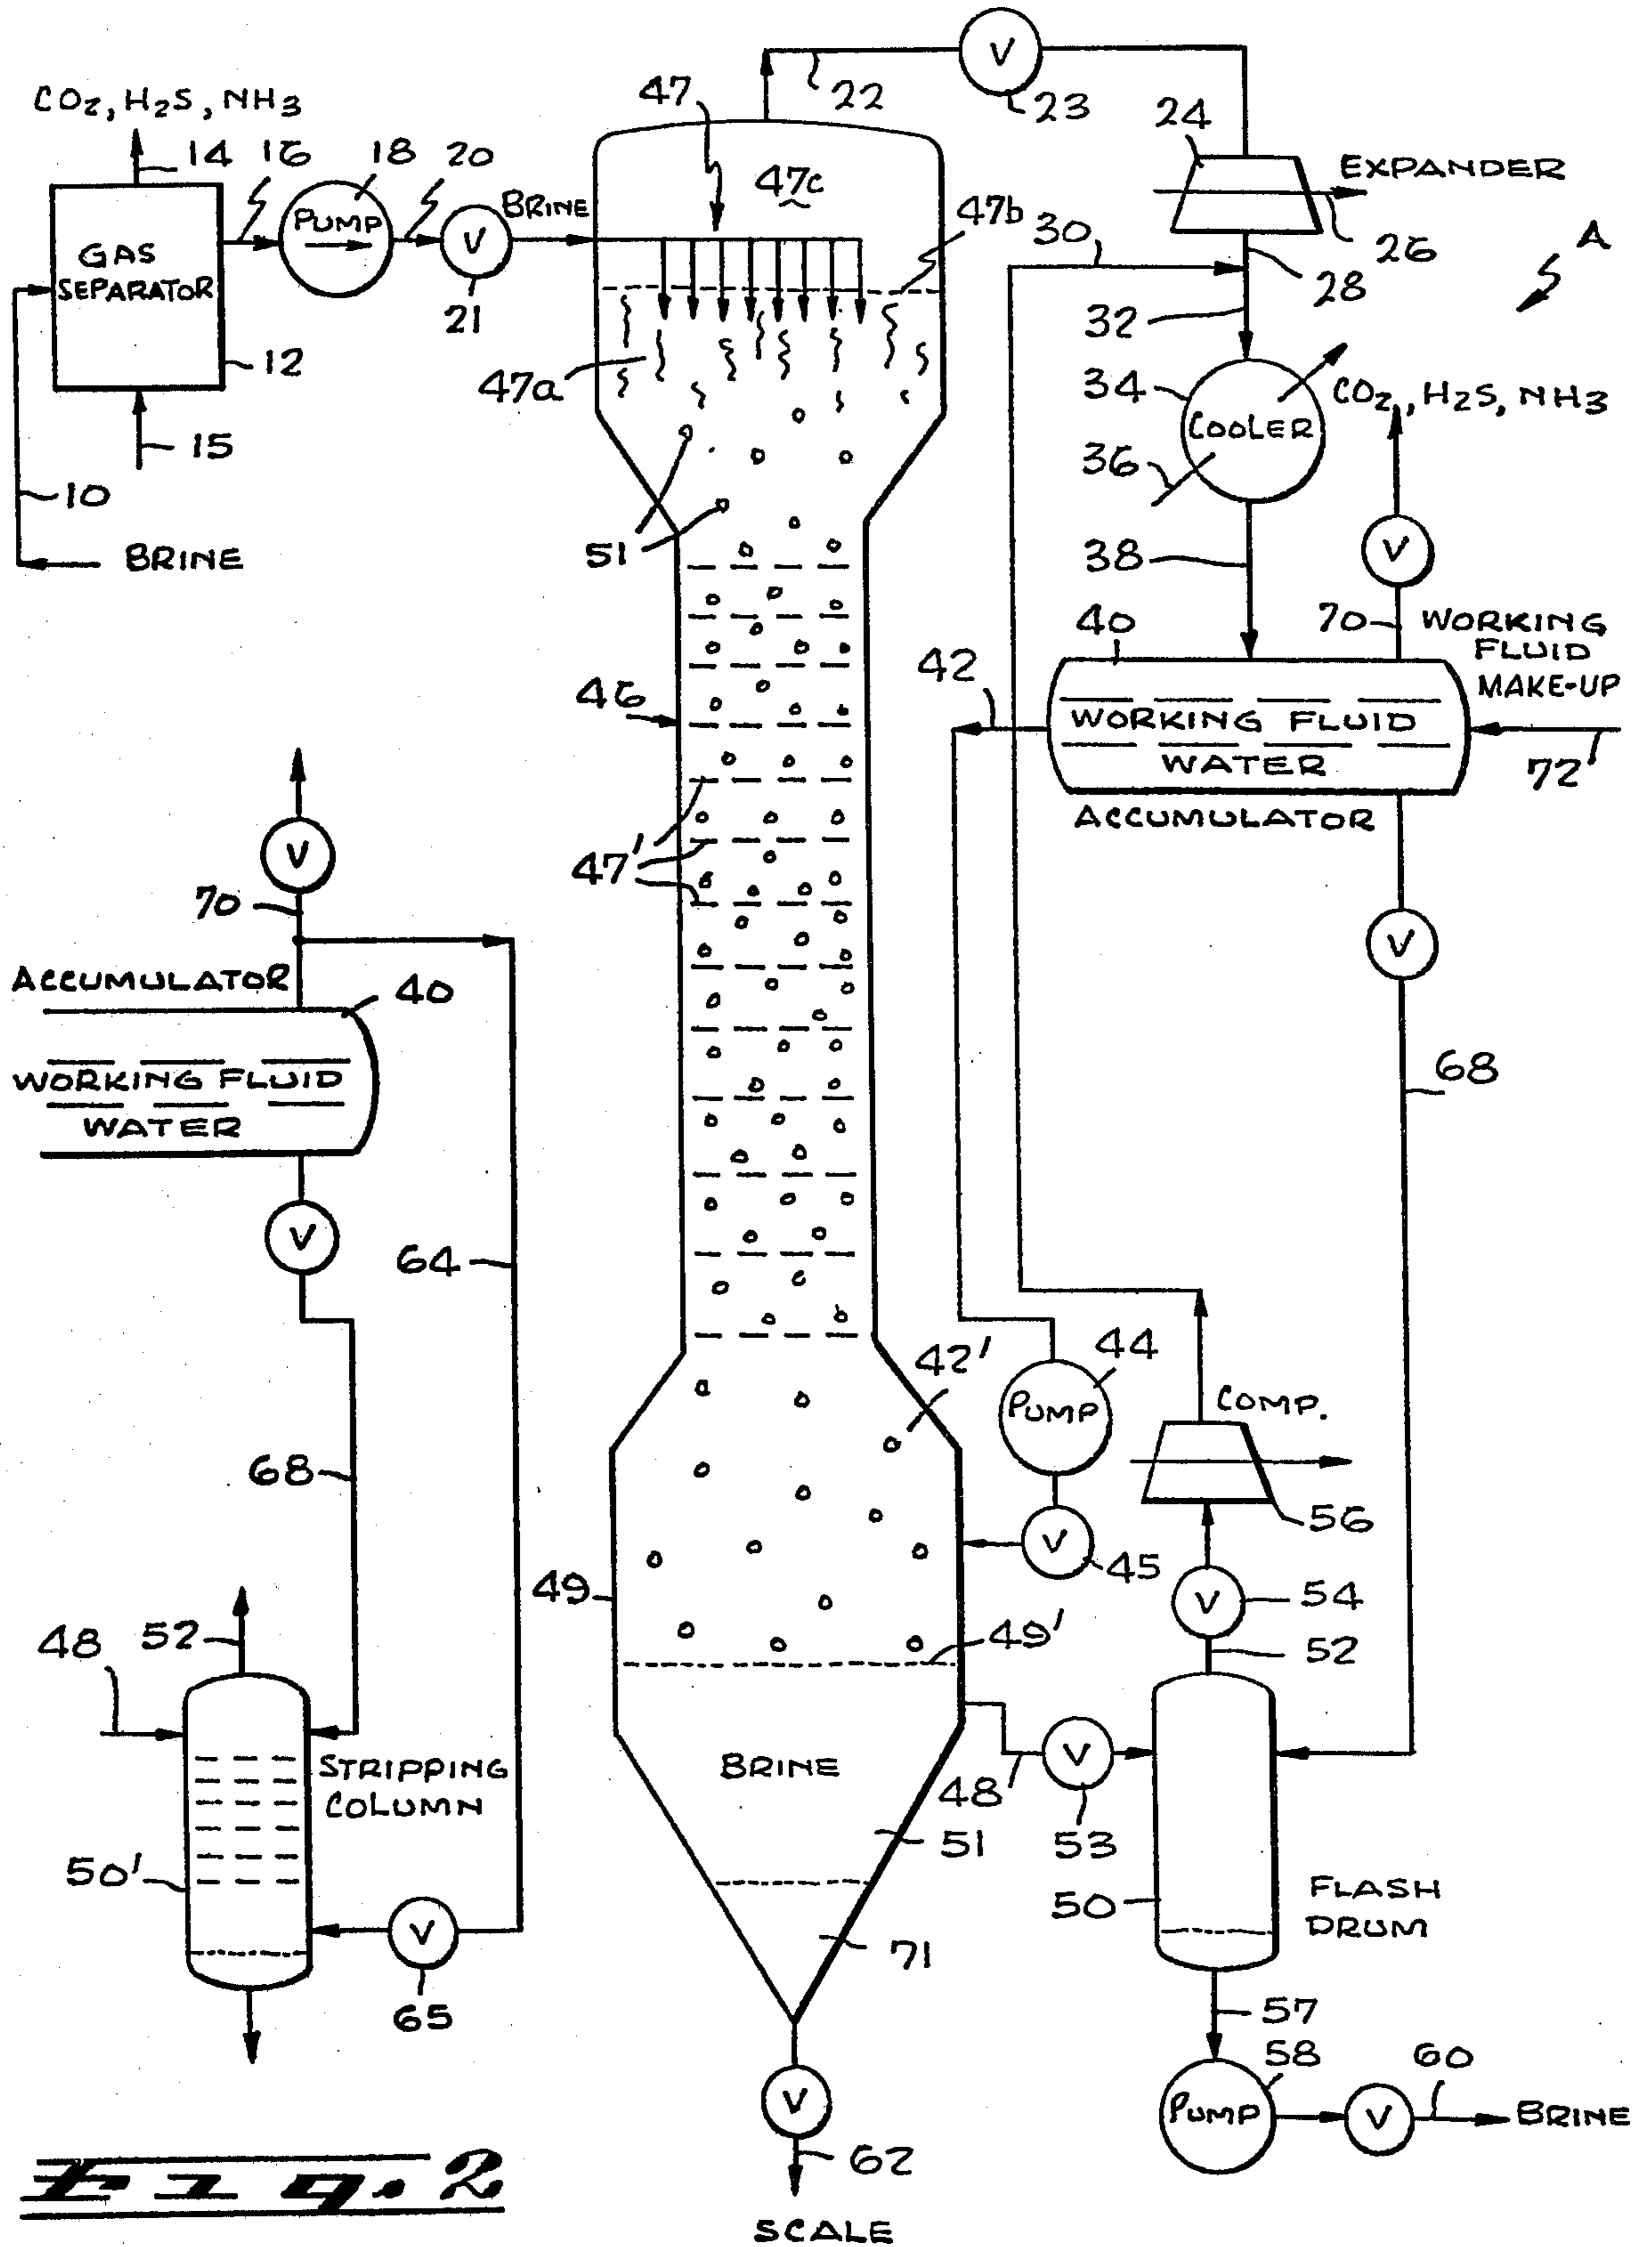 22
V
23
CO2, H2S, NH3
14
16
18
20
PUMP
BRINE
V
21
GAS
SEPARATOR
12
15
10
BRINE
47
47c
47b
47a
51
24
EXPANDER
26
A
30
28
32
34
COOLER
36
CO2, H2S, NH3
38
V
40
70
WORKING
FLUID
MAKE-UP
42
WORKING FLUID
WATER
72
ACCUMULATOR
V
68
46
47'
V
70
ACCUMULATOR
40
WORKING FLUID
WATER
V
64
68
42'
44
PUMP
COMP.
56
V
45
49
49'
V
54
52
48
52
STRIPPING
COLUMN
50'
V
65
BRINE
51
71
48
V
53
50
FLASH
DRUM
57
58
PUMP
V
60
BRINE
V
62
SCALE
Fig. 2